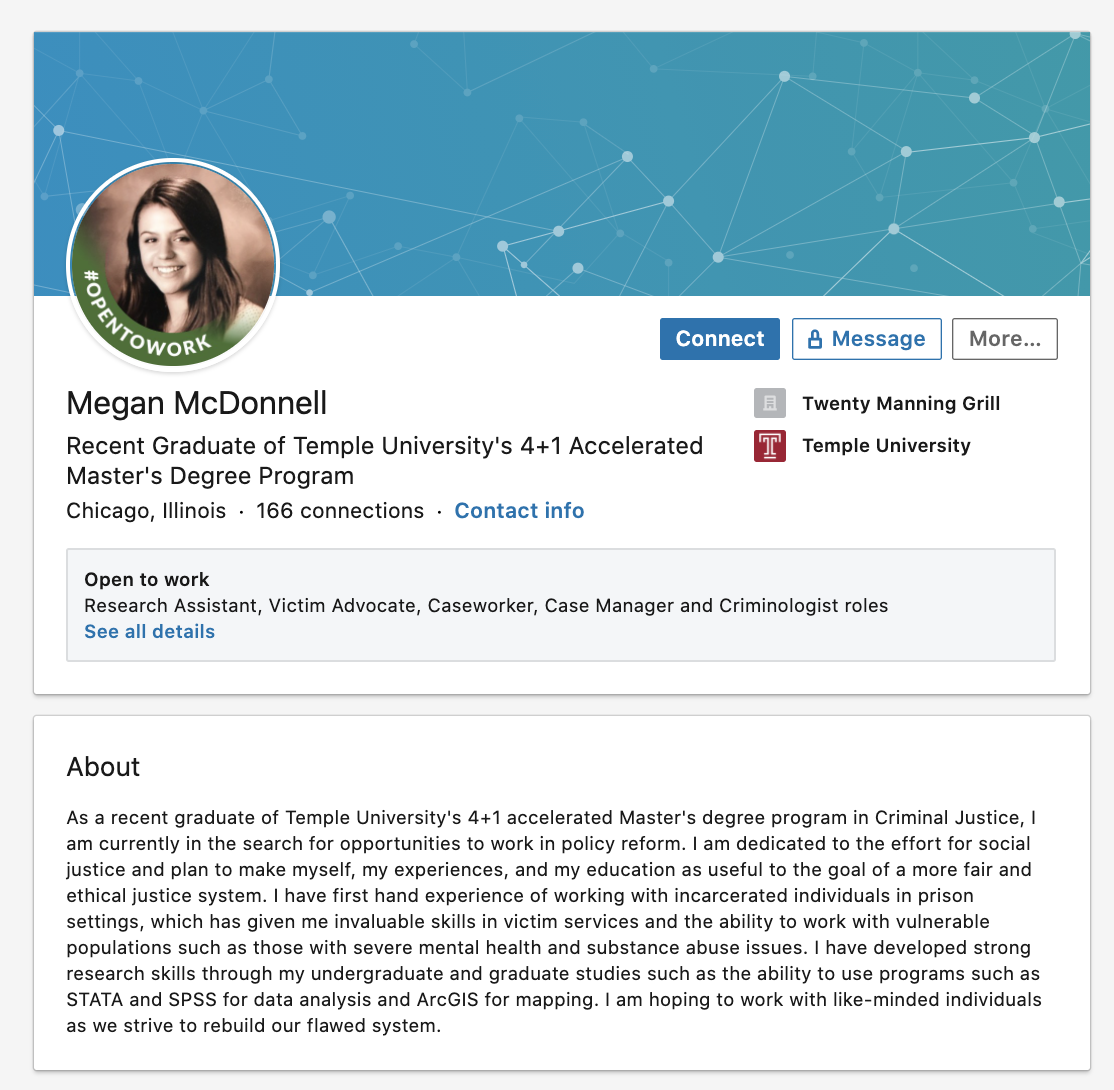 #OPENTOWORK
Connect
Message
More...
Megan McDonnell
Recent Graduate of Temple University's 4+1 Accelerated
Master's Degree Program
Chicago, Illinois · 166 connections · Contact info
Twenty Manning Grill
T
Temple University
Open to work
Research Assistant, Victim Advocate, Caseworker, Case Manager and Criminologist roles
See all details
About
As a recent graduate of Temple University's 4+1 accelerated Master's degree program in Criminal Justice, I
am currently in the search for opportunities to work in policy reform. I am dedicated to the effort for social
justice and plan to make myself, my experiences, and my education as useful to the goal of a more fair and
ethical justice system. I have first hand experience of working with incarcerated individuals in prison
settings, which has given me invaluable skills in victim services and the ability to work with vulnerable
populations such as those with severe mental health and substance abuse issues. I have developed strong
research skills through my undergraduate and graduate studies such as the ability to use programs such as
STATA and SPSS for data analysis and ArcGIS for mapping. I am hoping to work with like-minded individuals
as we strive to rebuild our flawed system.